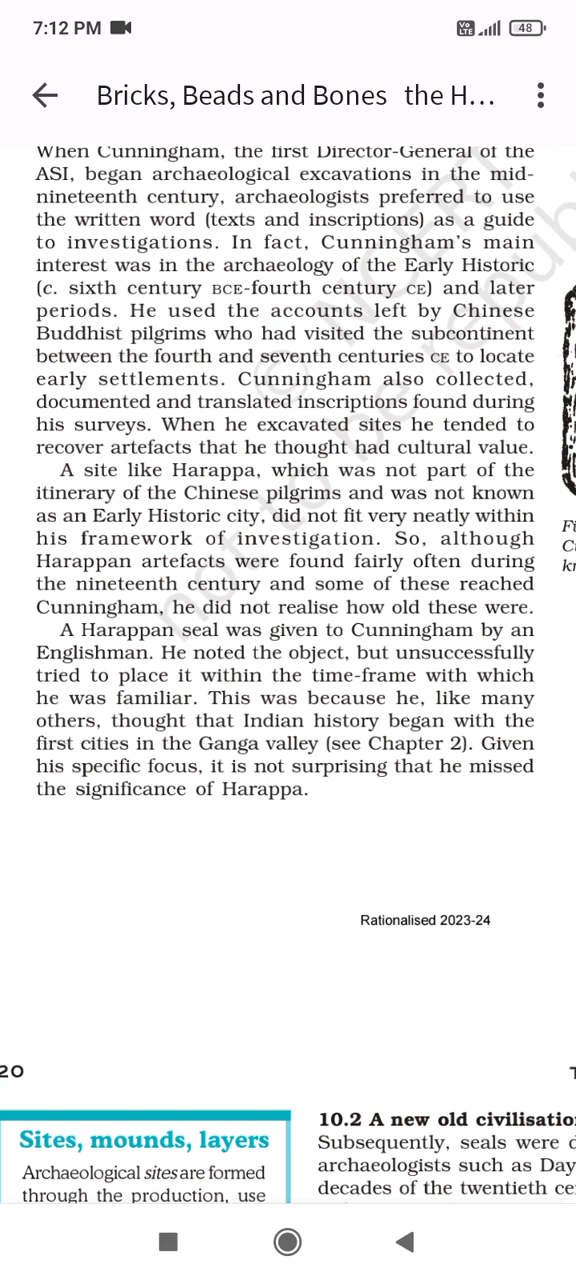 7:12 PM
Vo
LTE
48
Bricks, Beads and Bones the H...
When Cunningham, the first Director-General of the
ASI, began archaeological excavations in the mid-
nineteenth century, archaeologists preferred to use
the written word (texts and inscriptions) as a guide
to investigations. In fact, Cunningham's main
interest was in the archaeology of the Early Historic
(c. sixth century BCE-fourth century CE) and later
periods. He used the accounts left by Chinese
Buddhist pilgrims who had visited the subcontinent
between the fourth and seventh centuries CE to locate
early settlements. Cunningham also collected,
documented and translated inscriptions found during
his surveys. When he excavated sites he tended to
recover artefacts that he thought had cultural value.
A site like Harappa, which was not part of the
itinerary of the Chinese pilgrims and was not known
as an Early Historic city, did not fit very neatly within
his framework of investigation. So, although
Harappan artefacts were found fairly often during
the nineteenth century and some of these reached
Cunningham, he did not realise how old these were.
A Harappan seal was given to Cunningham by an
Englishman. He noted the object, but unsuccessfully
tried to place it within the time-frame with which
he was familiar. This was because he, like many
others, thought that Indian history began with the
first cities in the Ganga valley (see Chapter 2). Given
his specific focus, it is not surprising that he missed
the significance of Harappa.
© NCERT
not to be repub
Rationalised 2023-24
20
Sites, mounds, layers
Archaeological sites are formed
through the production, use
10.2 A new old civilisatio
Subsequently, seals were d
archaeologists such as Day
decades of the twentieth ce